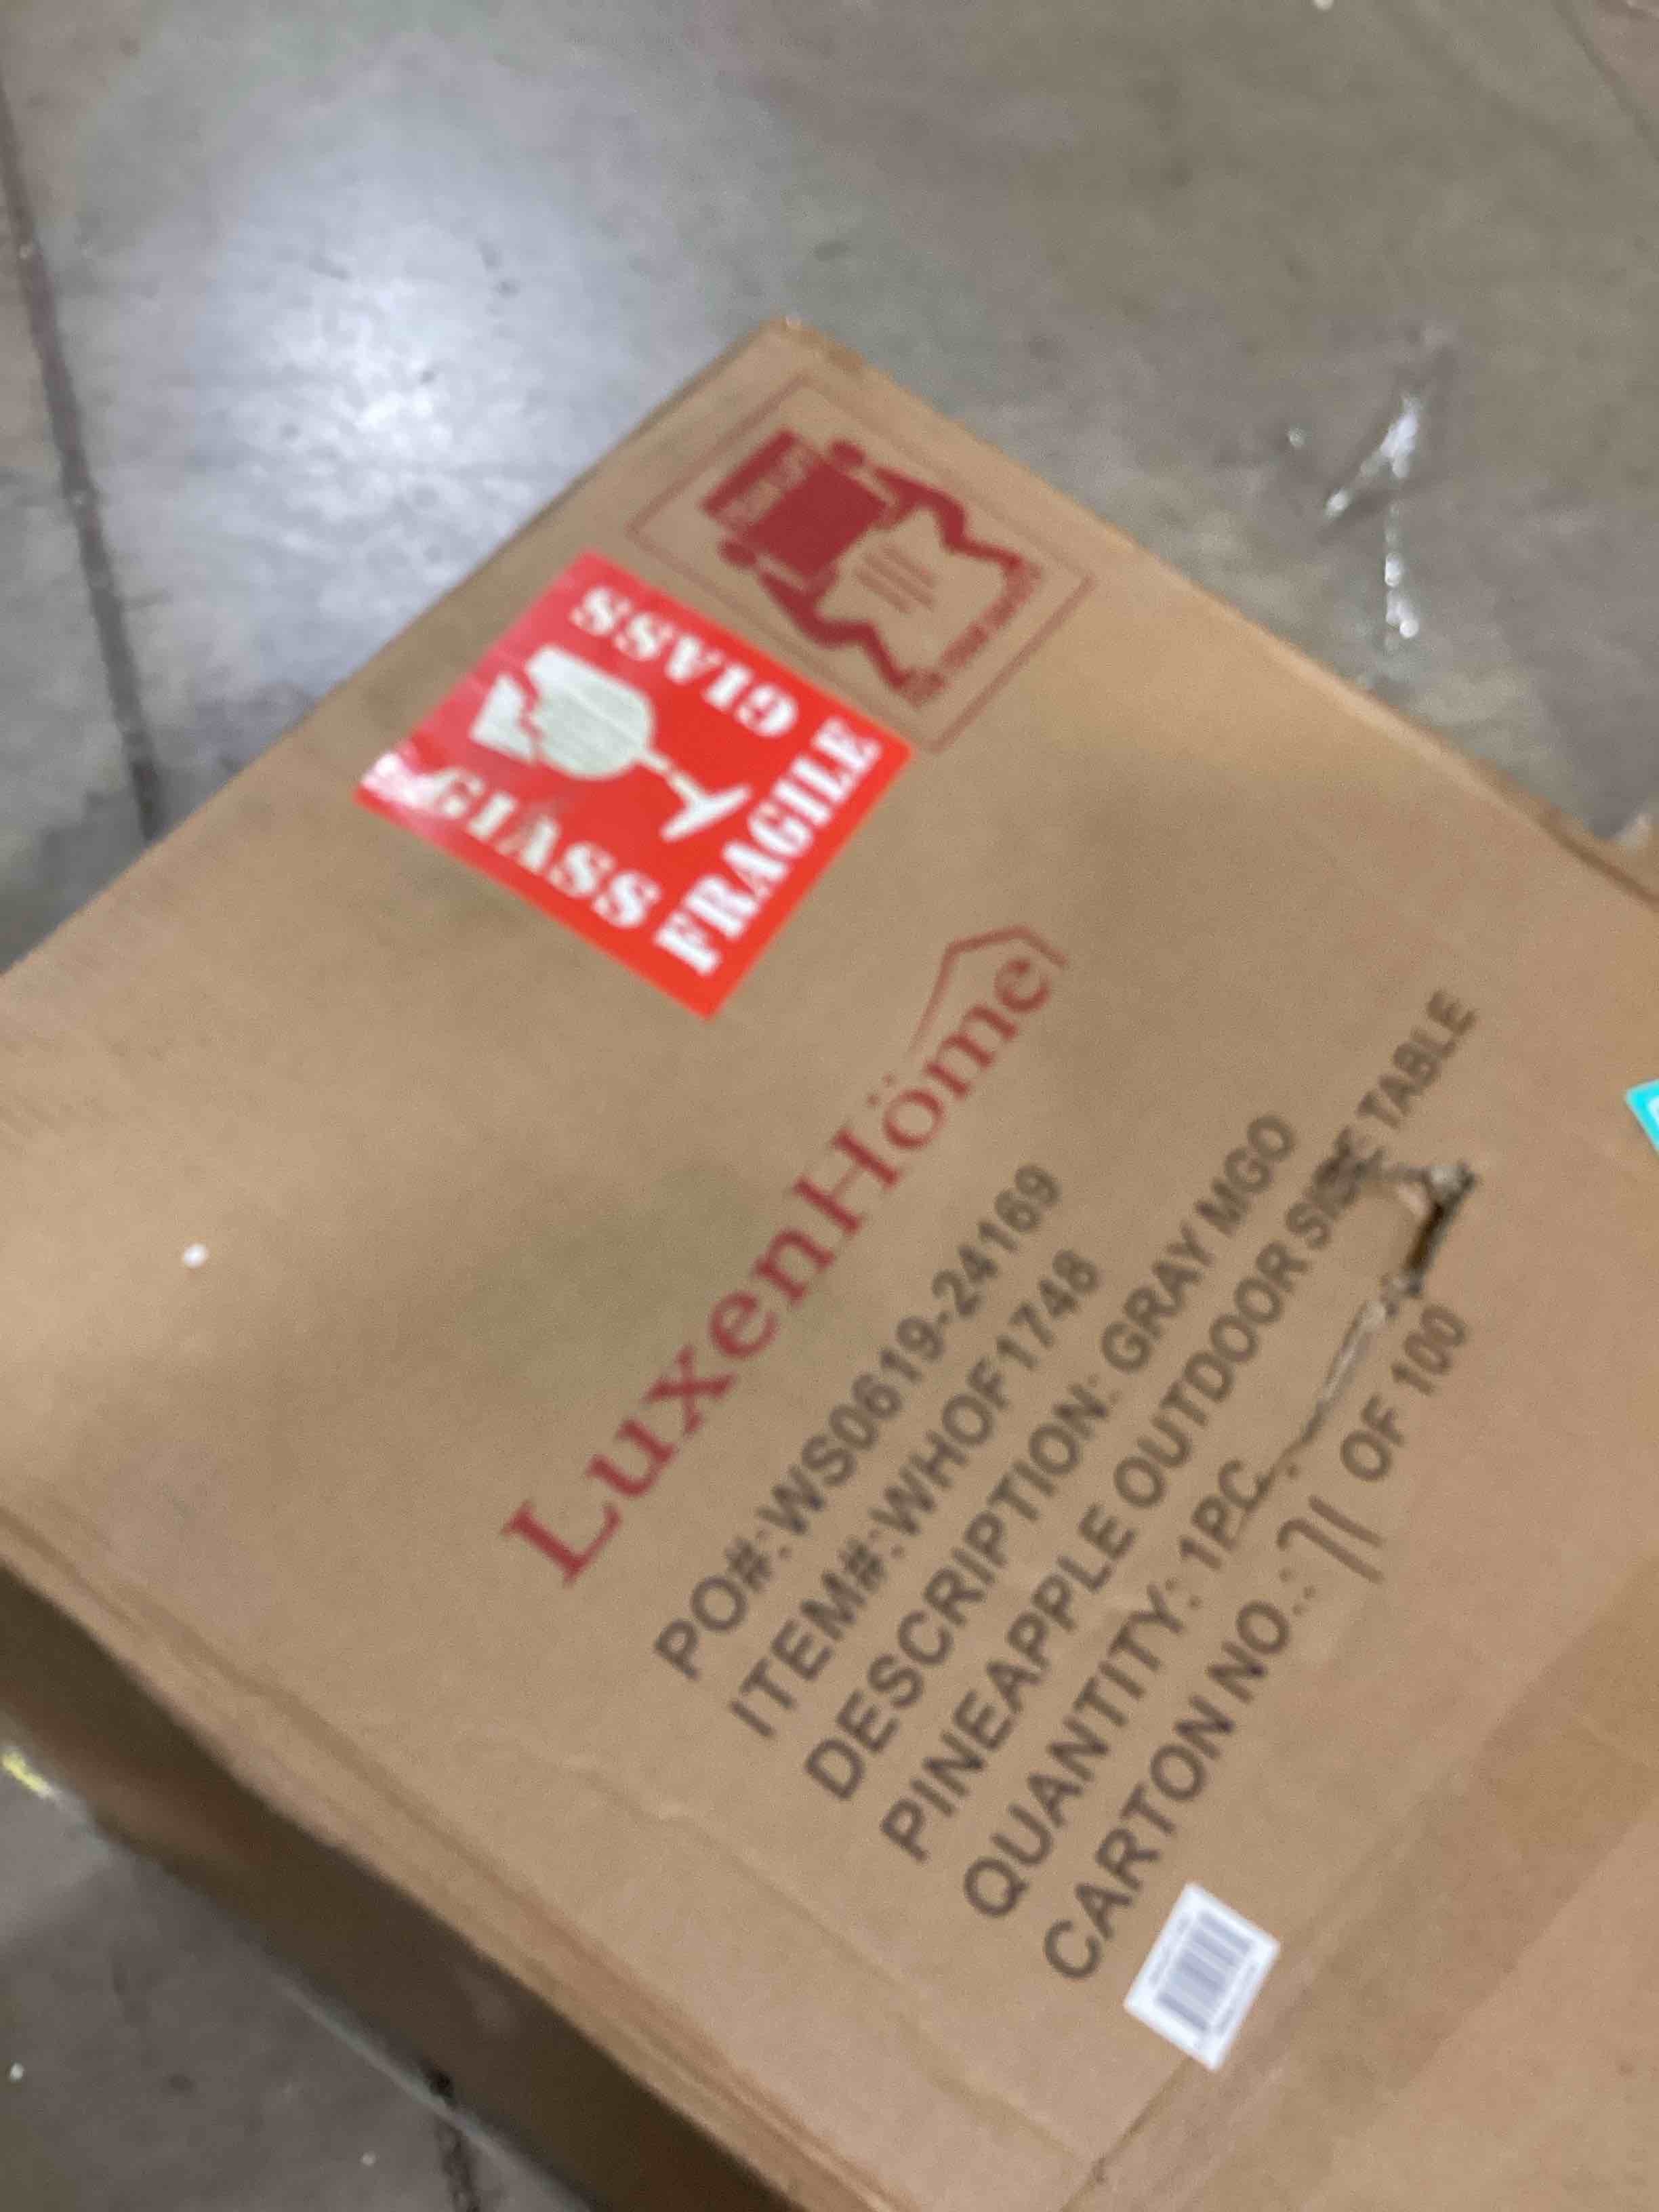 GLASS
GLASS
FRAGILE
LuxenHöme
PO#:WS0619-24169
ITEM#:WHOF1748
DESCRIPTION: GRAY MGO
PINEAPPLE OUTDOOR SIDE TABLE
QUANTITY: 1PC
CARTON NO.: 71 OF 100